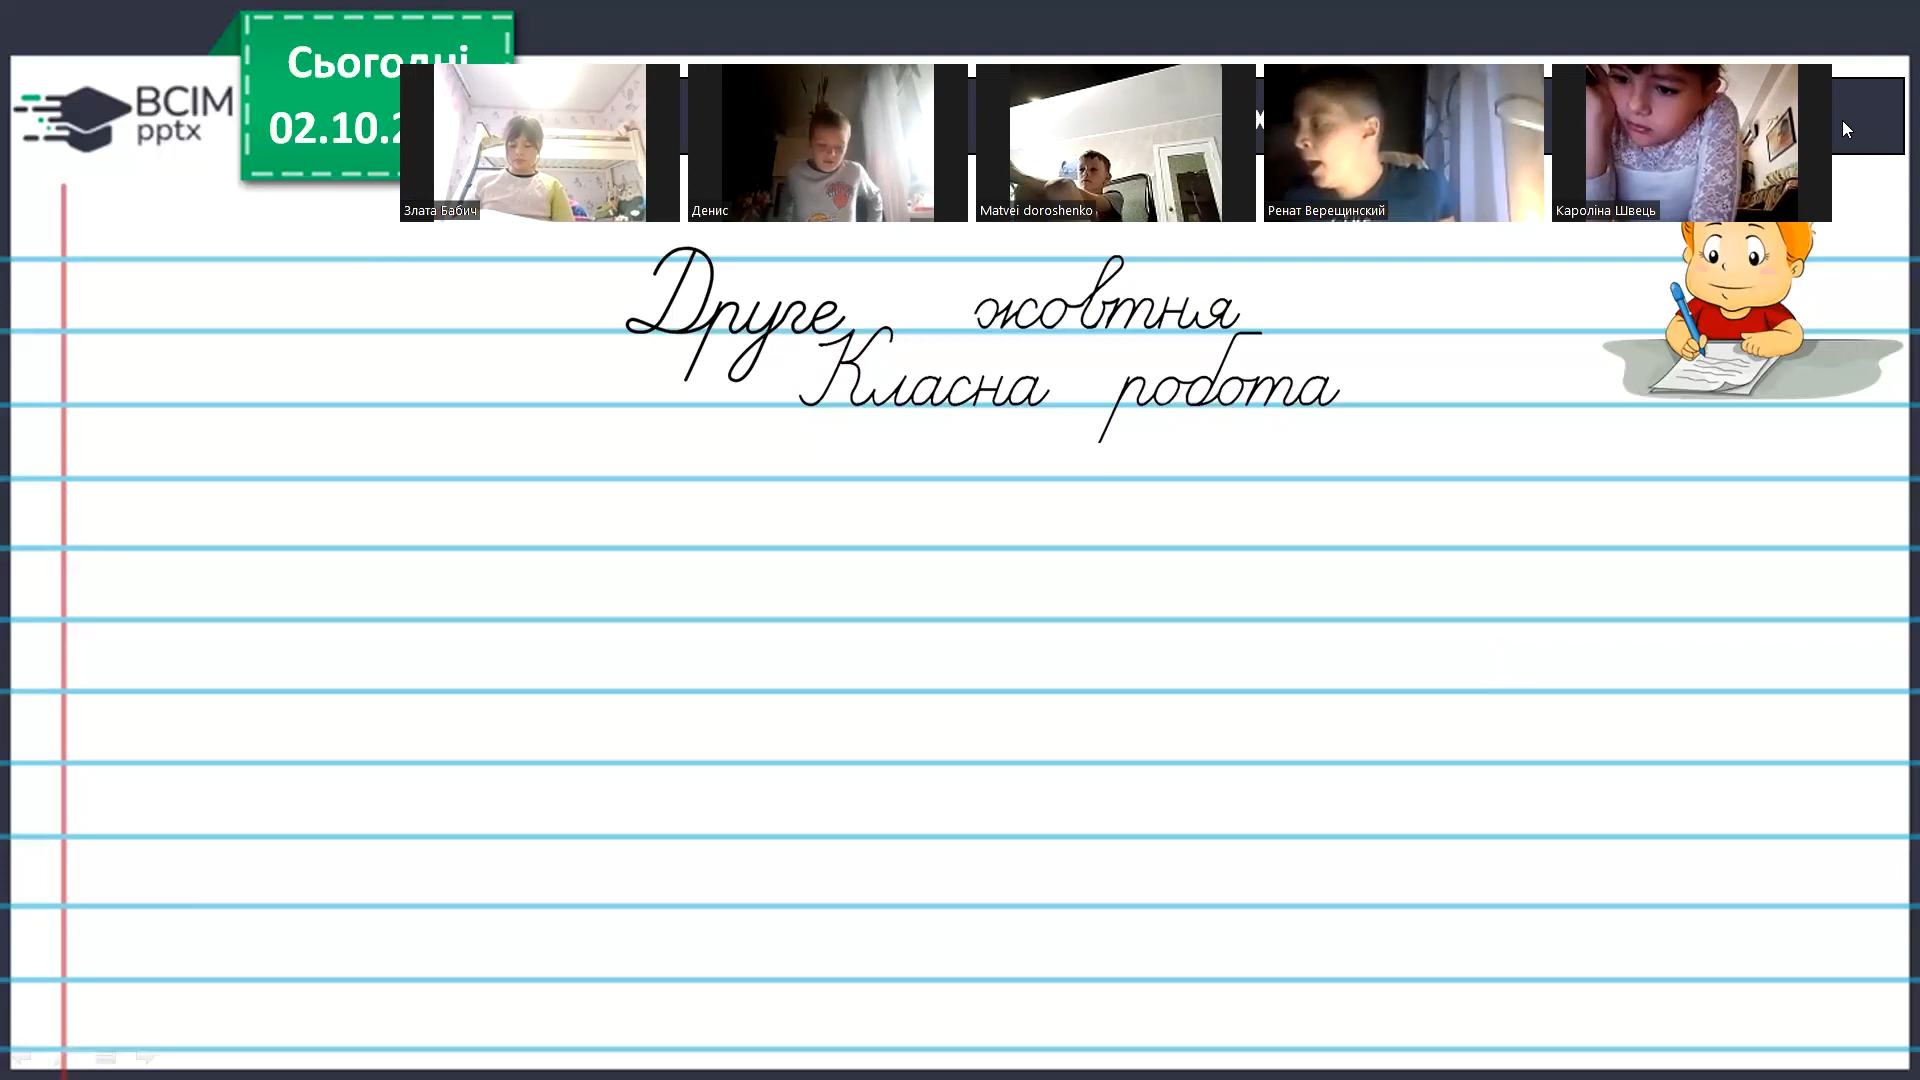 Сьогодні
02.10.2
ВСІМ
pptx
Злата Бабич
Денис
Matvei doroshenko
Ренат Верещинский
Кароліна Швець
Друге жовтня
Класна робота